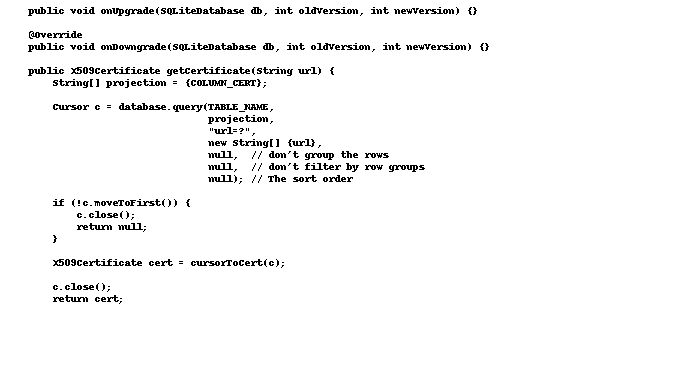 public void onUpgrade(SQLiteDatabase db, int oldVersion, int newVersion) {}
@Override
public void onDowngrade(SQLiteDatabase db, int oldVersion, int newVersion) {}
public X509Certificate getCertificate(String url) {
String[] projection = {COLUMN_CERT};
Cursor c = database.query(TABLE_NAME,
projection,
"url=?",
new String[] {url},
null,  // don't group the rows
null,  // don't filter by row groups
null); // The sort order
if (!c.moveToFirst()) {
c.close();
return null;
}
X509Certificate cert = cursorToCert(c);
c.close();
return cert;